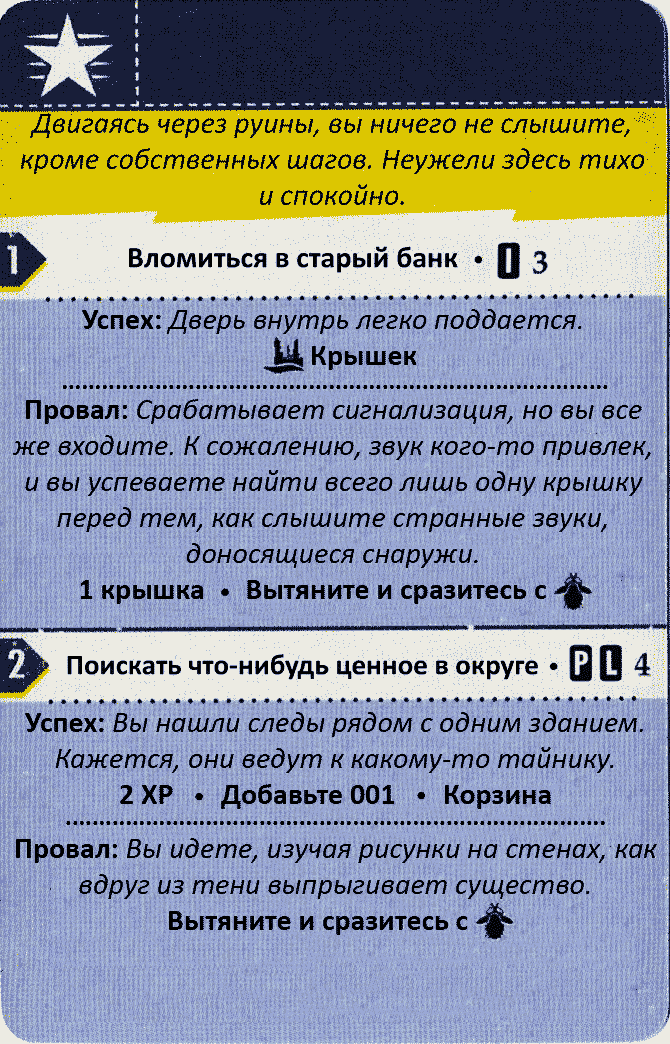 Двигаясь через руины, вы ничего не слышите,
кроме собственных шагов. Неужели здесь тихо
и спокойно.
1 Вломиться в старый банк • I 3
Успех: Дверь внутрь легко поддается.
Крышек
Провал: Срабатывает сигнализация, но вы все
же входите. К сожалению, звук кого-то привлек,
и вы успеваете найти всего лишь одну крышку
перед тем, как слышите странные звуки,
доносящиеся снаружи.
1 крышка • Вытяните и сразитесь с
2 Поискать что-нибудь ценное в округе • P L 4
Успех: Вы нашли следы рядом с одним зданием.
Кажется, они ведут к какому-то тайнику.
2 XP • Добавьте 001 • Корзина
Провал: Вы идете, изучая рисунки на стенах, как
вдруг из тени выпрыгивает существо.
Вытяните и сразитесь с